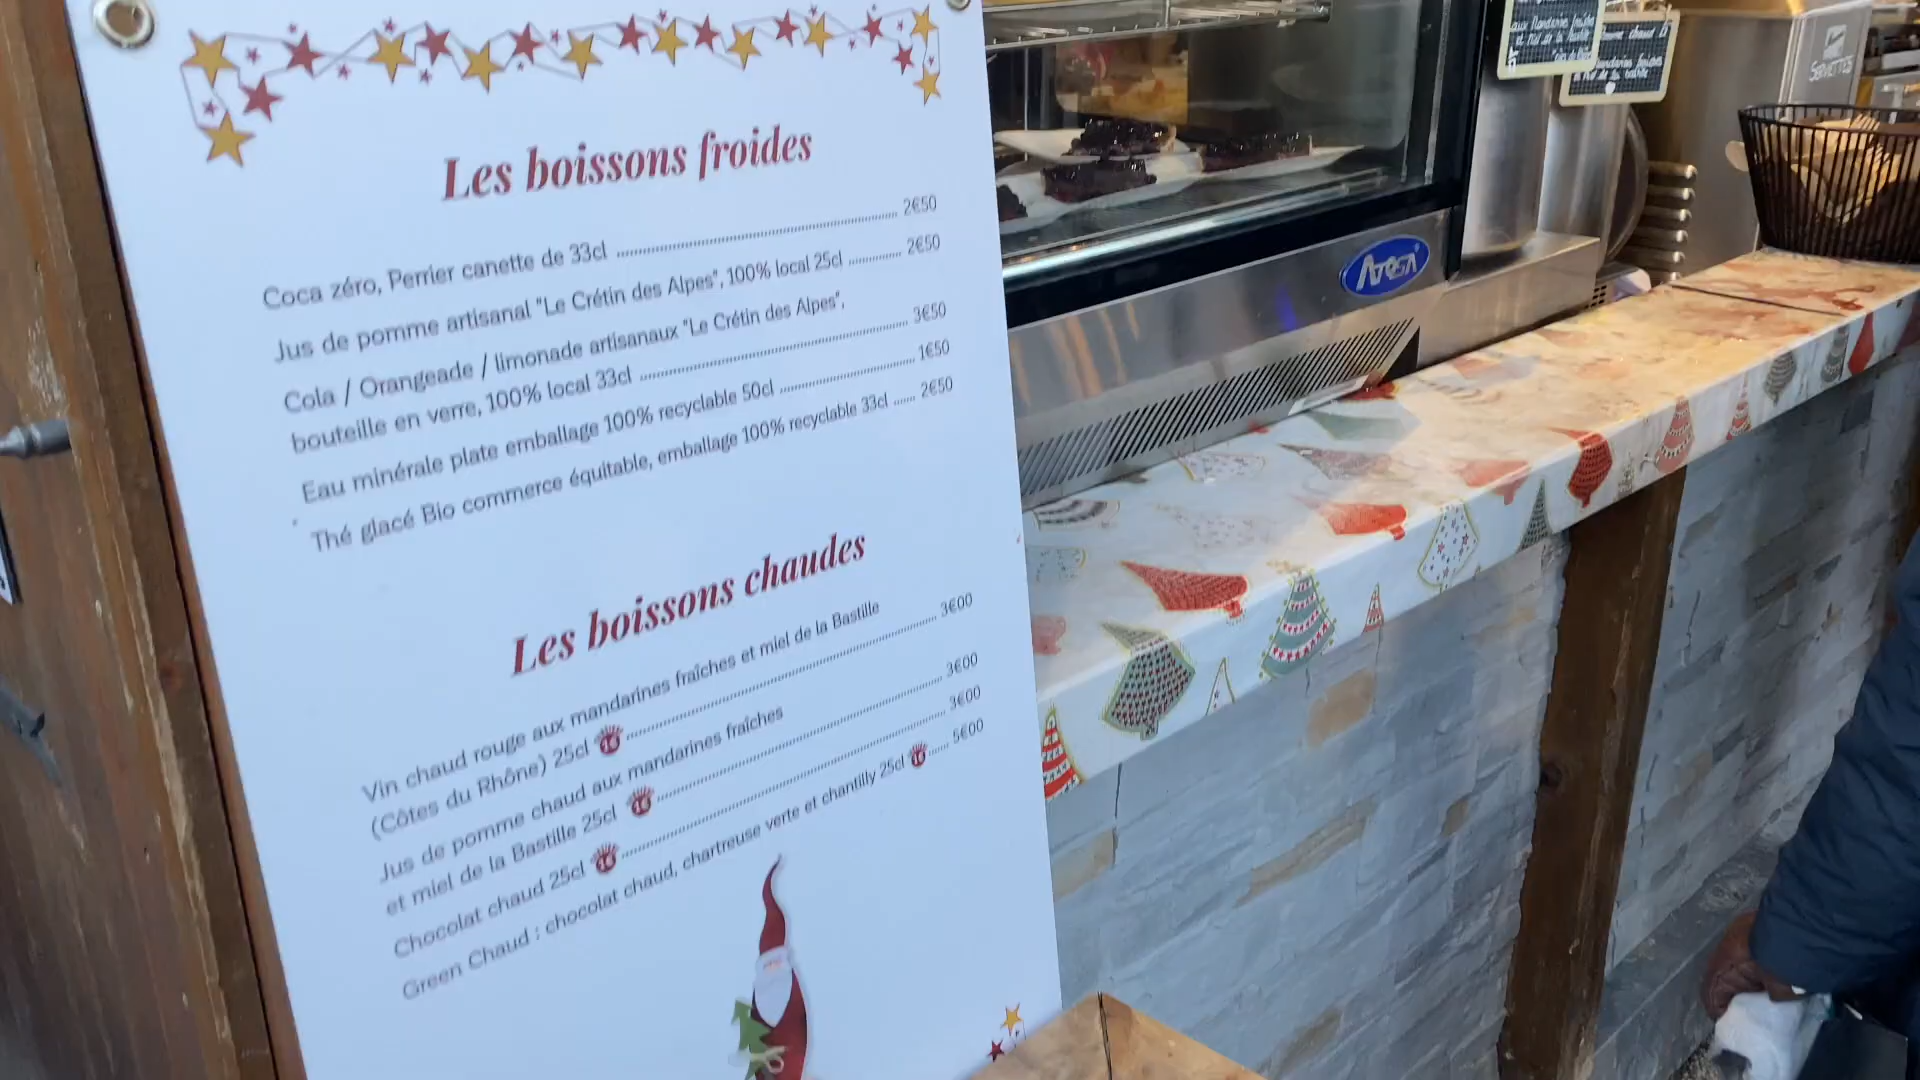 Les boissons froides
Coca zéro, Perrier canette de 33cl 2€50
Jus de pomme artisanal "Le Crétin des Alpes", 100% local 25cl 2€50
Cola / Orangeade / limonade artisanaux "Le Crétin des Alpes",
bouteille en verre, 100% local 33cl 3€50
Eau minérale plate emballage 100% recyclable 50cl 1€50
Thé glacé Bio commerce équitable, emballage 100% recyclable 33cl 2€50
Les boissons chaudes
Vin chaud rouge aux mandarines fraîches et miel de la Bastille
(Côtes du Rhône) 25cl 3€00
Jus de pomme chaud aux mandarines fraîches
et miel de la Bastille 25cl 3€00
Chocolat chaud 25cl 3€00
Green Chaud : chocolat chaud, chartreuse verte et chantilly 25cl 5€00
Atosa
SERVIETTES